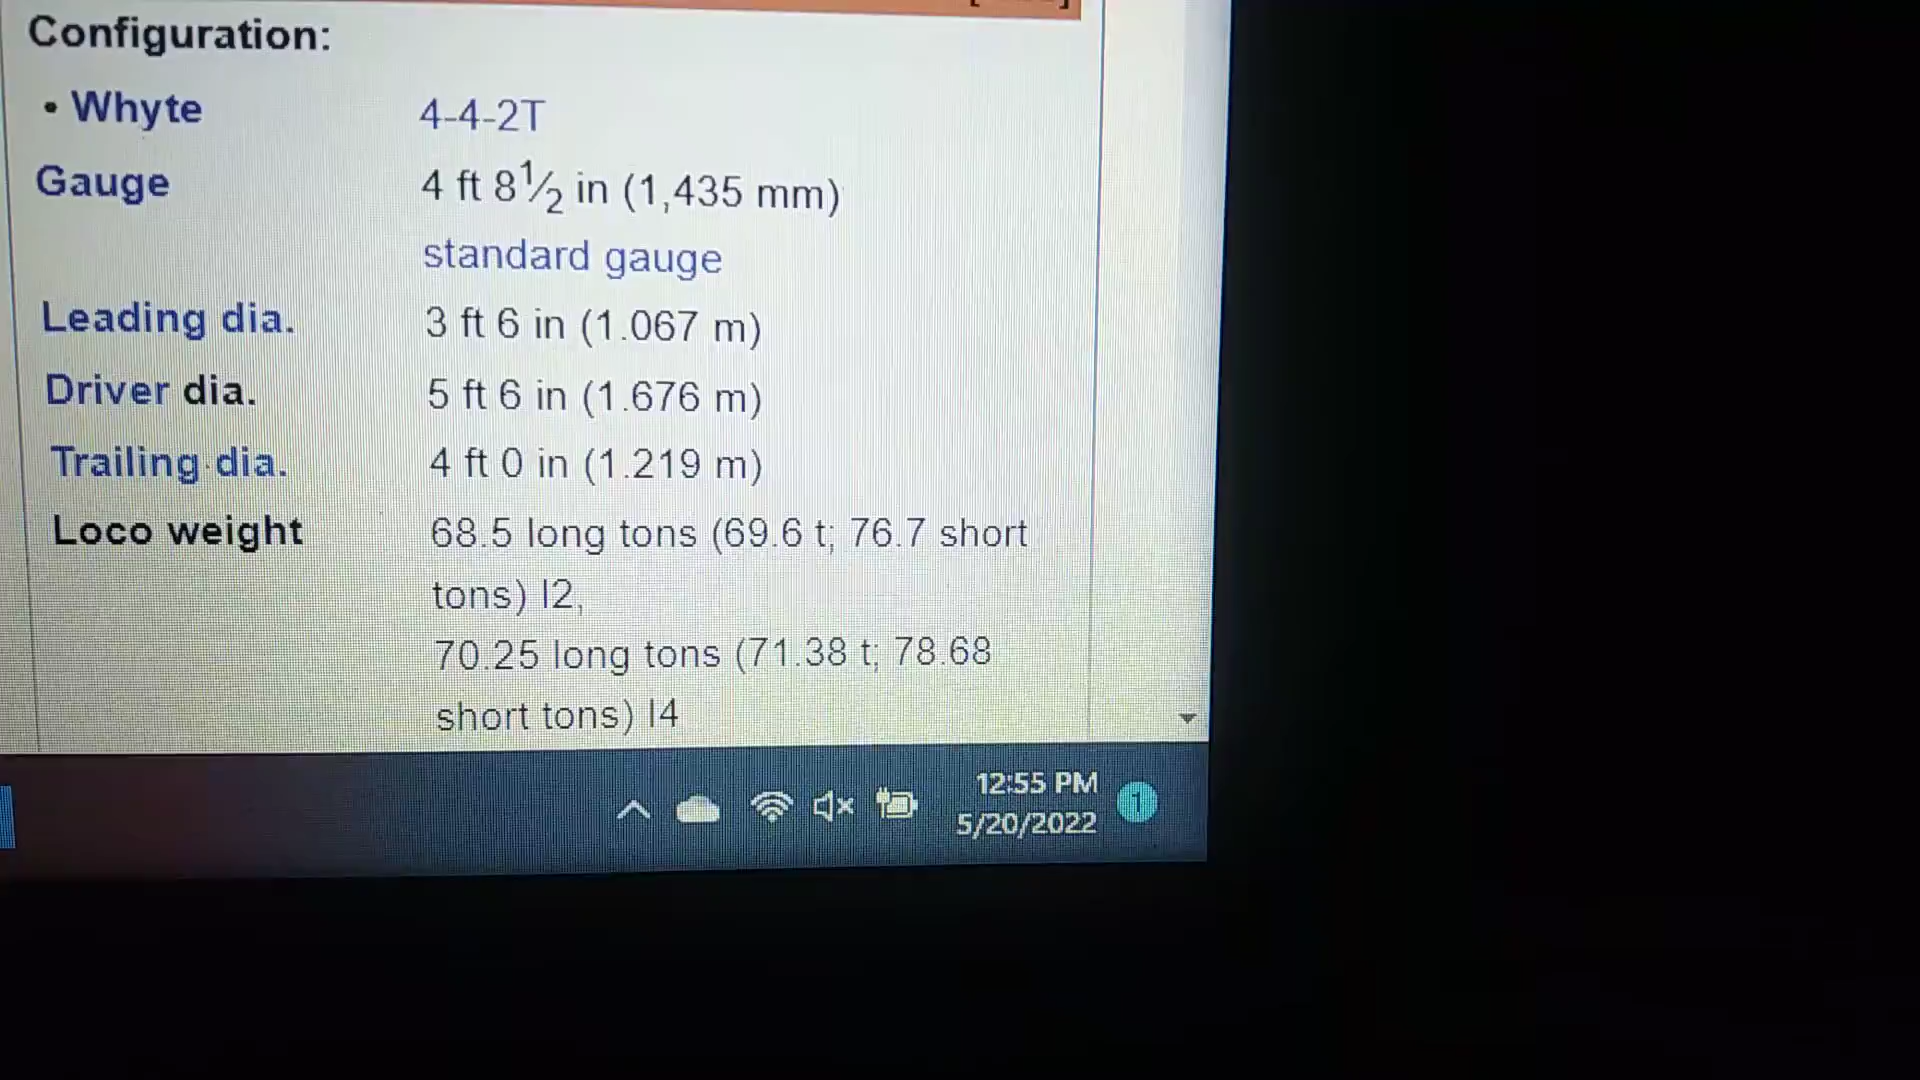 Configuration:
• Whyte 4-4-2T
Gauge 4 ft 8½ in (1,435 mm)
standard gauge
Leading dia. 3 ft 6 in (1.067 m)
Driver dia. 5 ft 6 in (1.676 m)
Trailing dia. 4 ft 0 in (1.219 m)
Loco weight 68.5 long tons (69.6 t; 76.7 short
tons) I2,
70.25 long tons (71.38 t; 78.68
short tons) I4
12:55 PM
5/20/2022
1